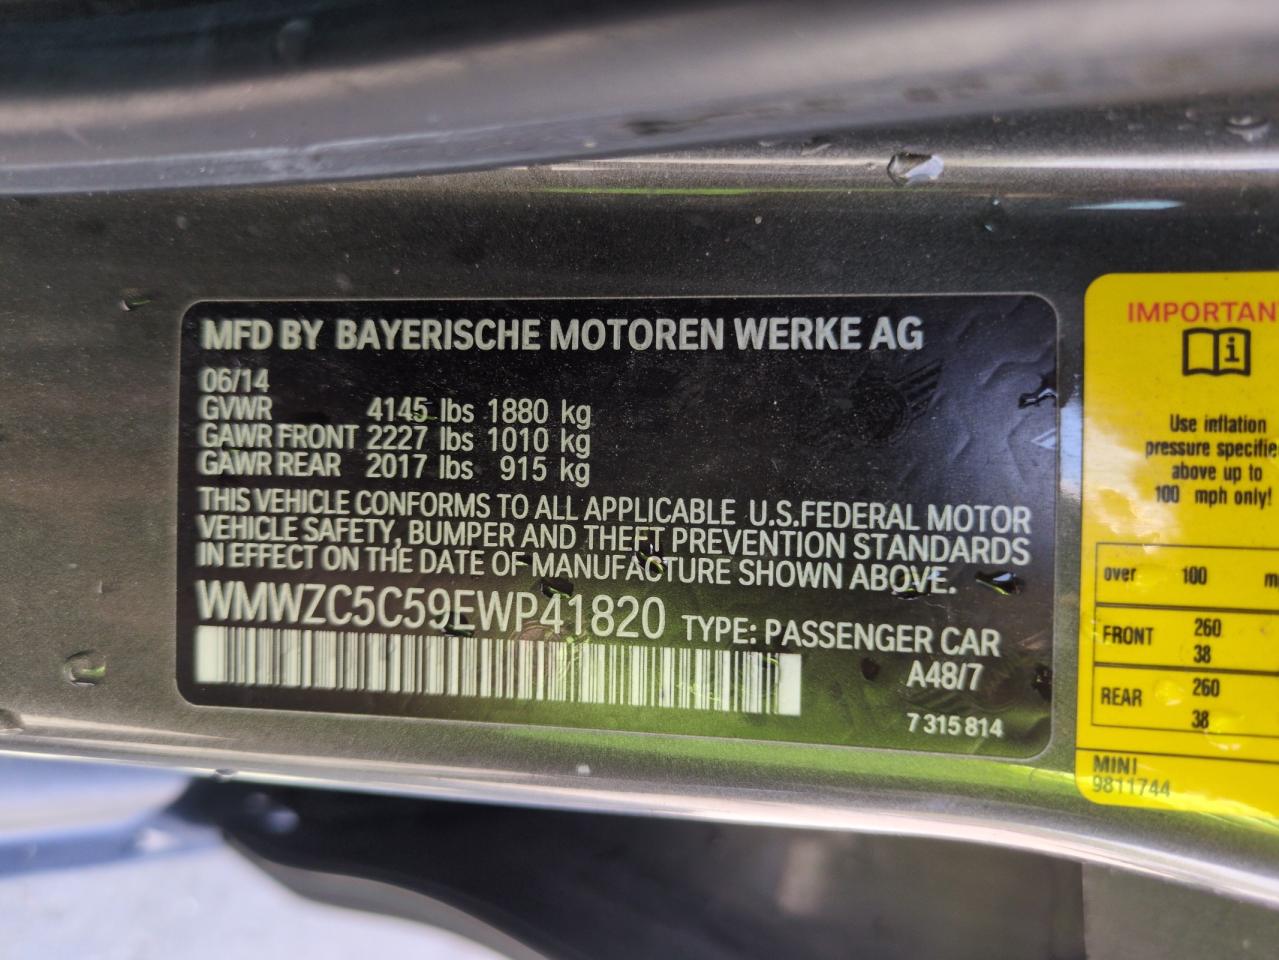 MFD BY BAYERISCHE MOTOREN WERKE AG
06/14
GVWR 4145 lbs 1880 kg
GAWR FRONT 2227 lbs 1010 kg
GAWR REAR 2017 lbs 915 kg
THIS VEHICLE CONFORMS TO ALL APPLICABLE U.S.FEDERAL MOTOR
VEHICLE SAFETY, BUMPER AND THEFT PREVENTION STANDARDS
IN EFFECT ON THE DATE OF MANUFACTURE SHOWN ABOVE.
WMWZC5C59EWP41820 TYPE: PASSENGER CAR
A48/7
7 315 814
IMPORTAN
i
Use inflation
pressure specifie
above up to
100 mph only!
over 100 m
FRONT 260
38
REAR 260
38
MINI
9811744